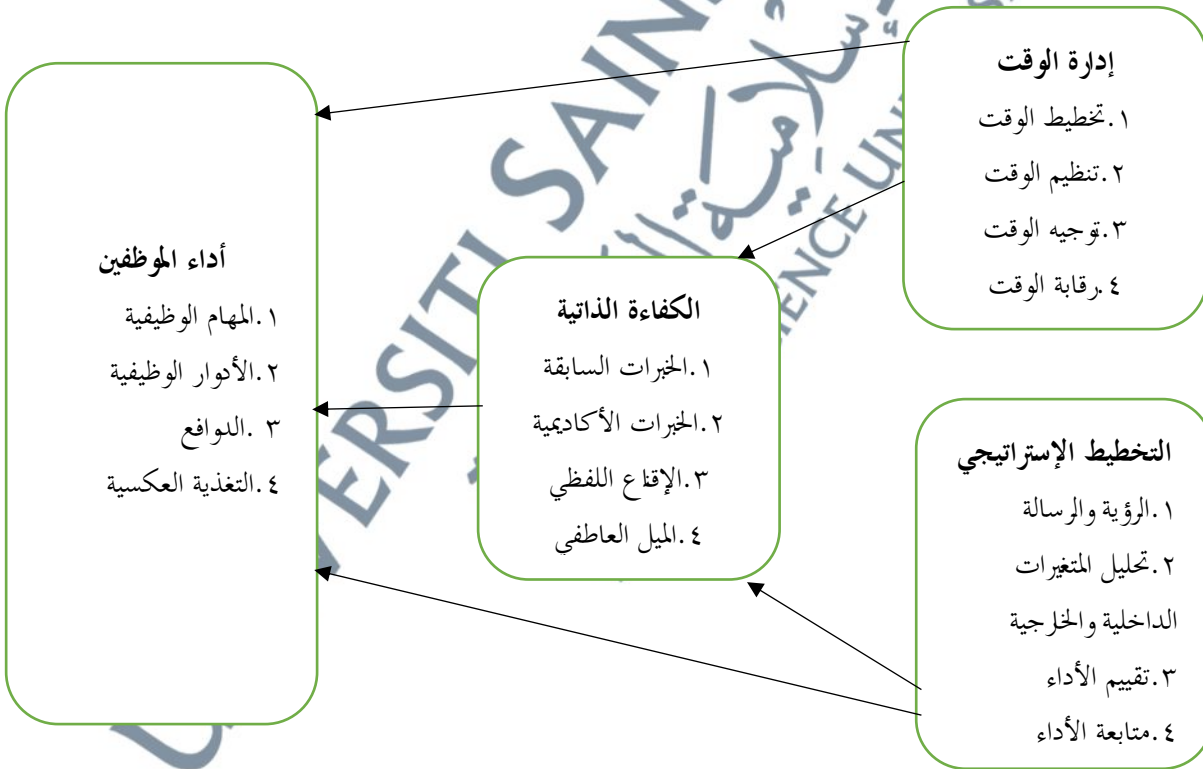 إدارة الوقت
١.تخطيط الوقت
٢.تنظيم الوقت
٣.توجيه الوقت
٤.رقابة الوقت
التخطيط الإستراتيجي
١.الرؤية والرسالة
٢.تحليل المتغيرات
الداخلية والخارجية
٣.تقييم الأداء
٤.متابعة الأداء
الكفاءة الذاتية
١.الخبرات السابقة
٢.الخبرات الأكاديمية
٣.الإقناع اللفظي
٤.الميل العاطفي
أداء الموظفين
١.المهام الوظيفية
٢.الأدوار الوظيفية
٣ .الدوافع
٤.التغذية العكسية